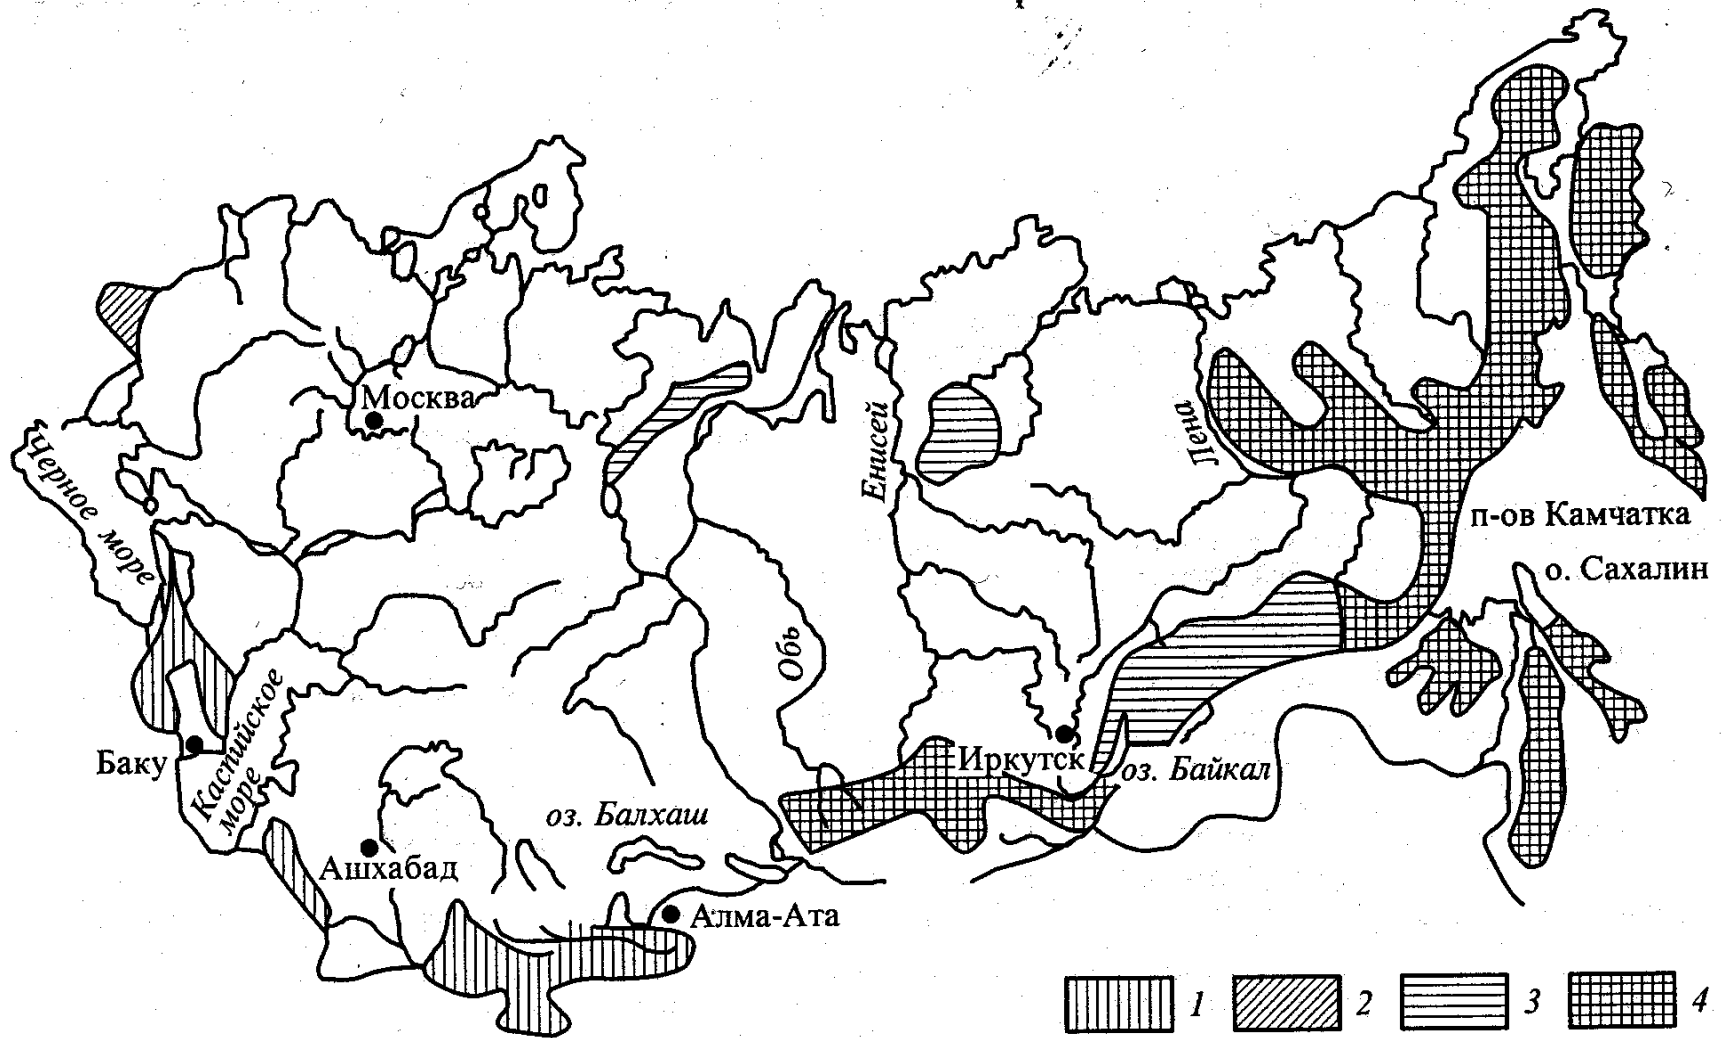 Москва
Черное море
Енисей
Лена
п-ов Камчатка
о. Сахалин
Обь
Каспийское
море
Баку
Иркутск
оз. Байкал
оз. Балхаш
Ашхабад
Алма-Ата
1 2 3 4